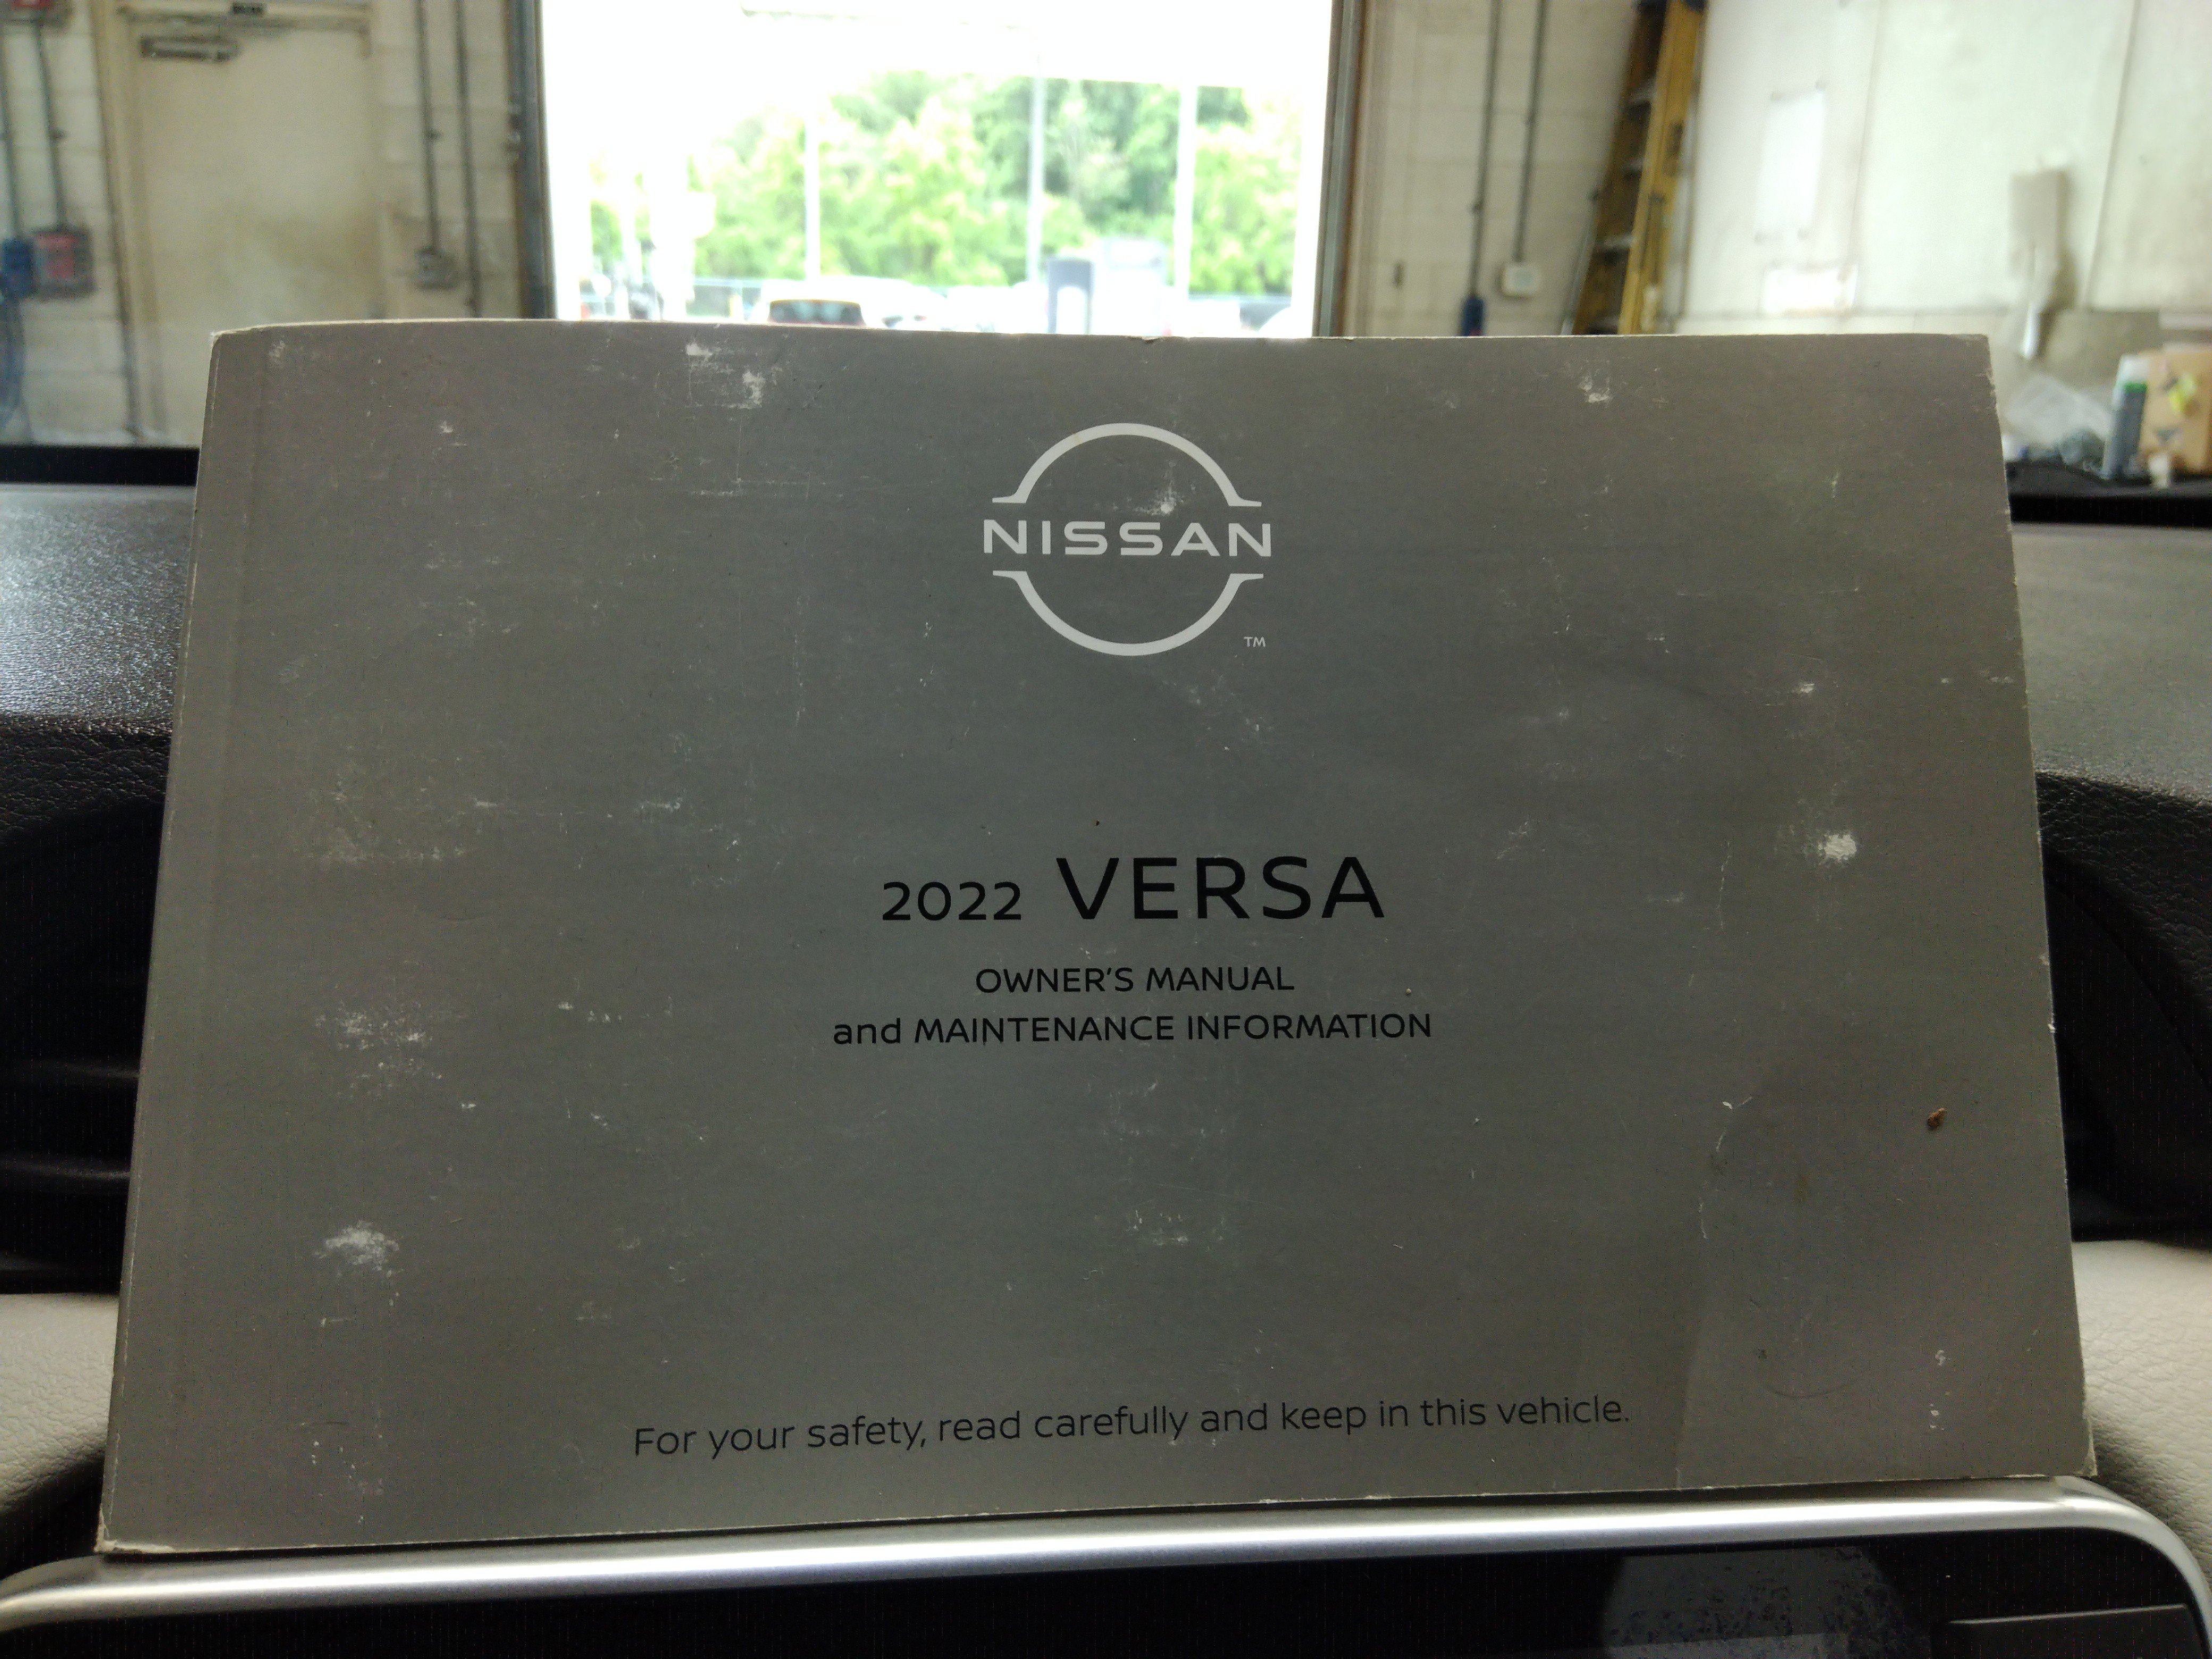 NISSAN
TM
2022 VERSA
OWNER'S MANUAL
and MAINTENANCE INFORMATION
For your safety, read carefully and keep in this vehicle.